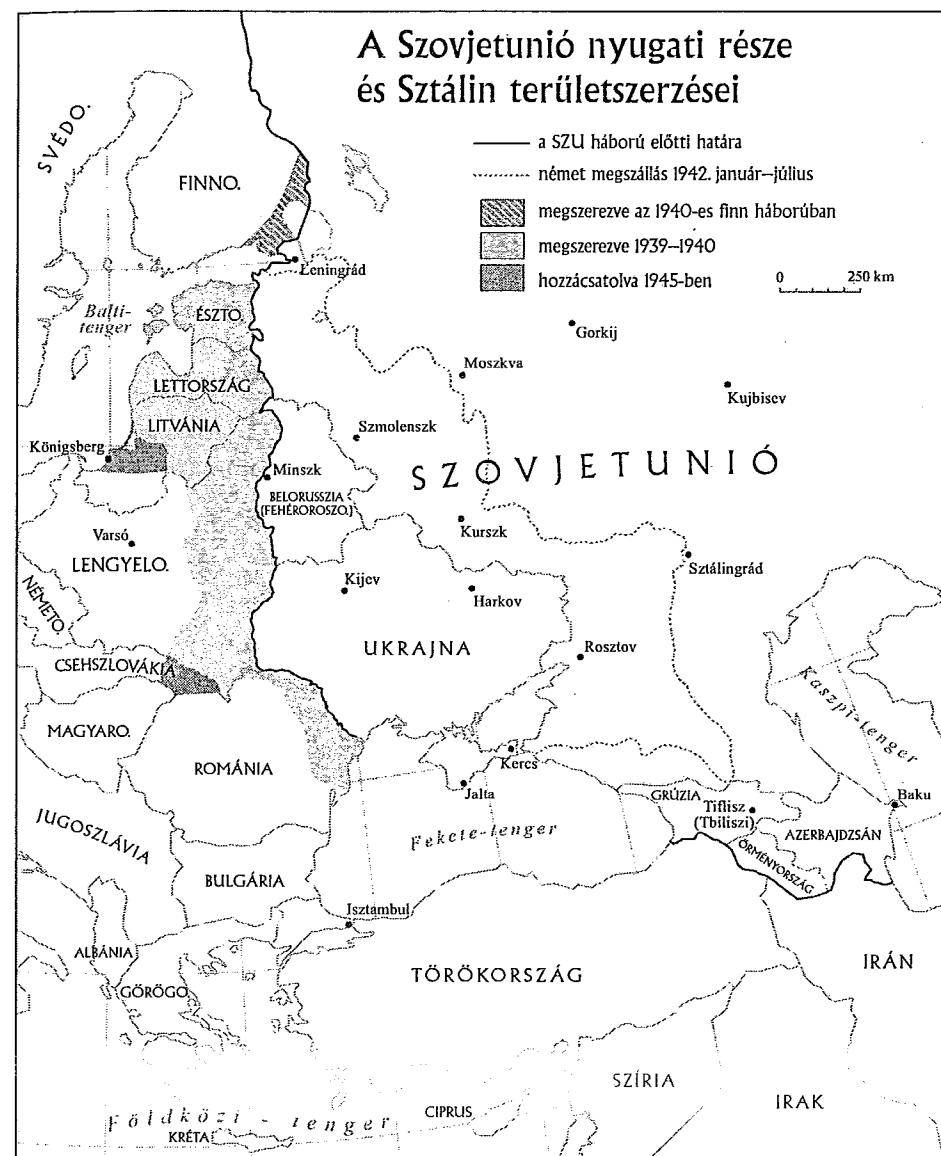 A Szovjetunió nyugati része
és Sztálin területszerzései
a SZU háború előtti határa
német megszállás 1942. január–július
megszerezve az 1940-es finn háborúban
megszerezve 1939–1940
hozzácsatolva 1945-ben
0 250 km
SVÉDO.
FINNO.
Leningrád
Balti-
tenger
ÉSZTO.
Gorkij
Moszkva
LETTORSZÁG
Kujbisev
LITVÁNIA
Szmolenszk
Königsberg
SZOVJETUNIÓ
Minszk
BELORUSSZIA
(FEHÉROROSZO.)
Kurszk
Varsó
LENGYELO.
Sztálingrád
Kijev
Harkov
NÉMETO.
UKRAJNA
Rosztov
CSEHSZLOVÁKIA
Kaszpi-tenger
MAGYARO.
ROMÁNIA
Kercs
Jalta
GRÚZIA
Tiflisz
(Tbiliszi)
Baku
JUGOSZLÁVIA
Fekete-tenger
AZERBAJDZSÁN
ÖRMÉNYORSZÁG
BULGÁRIA
Isztambul
ALBÁNIA
TÖRÖKORSZÁG
IRÁN
GÖRÖGO.
SZÍRIA
IRAK
CIPRUS
Földközi-tenger
KRÉTA